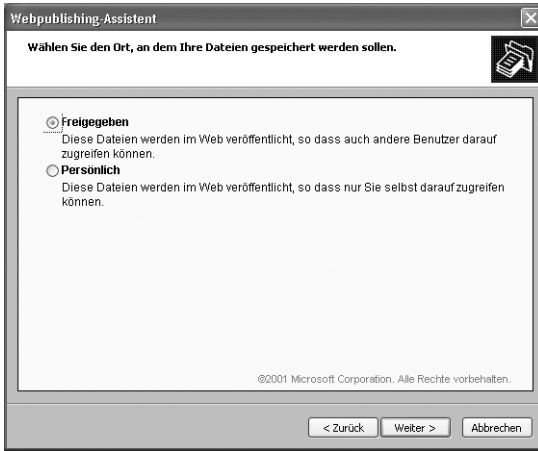 Webpublishing-Assistent
Wählen Sie den Ort, an dem Ihre Dateien gespeichert werden sollen.
Freigegeben
Diese Dateien werden im Web veröffentlicht, so dass auch andere Benutzer darauf
zugreifen können.
Persönlich
Diese Dateien werden im Web veröffentlicht, so dass nur Sie selbst darauf zugreifen
können.
©2001 Microsoft Corporation. Alle Rechte vorbehalten.
< Zurück Weiter > Abbrechen